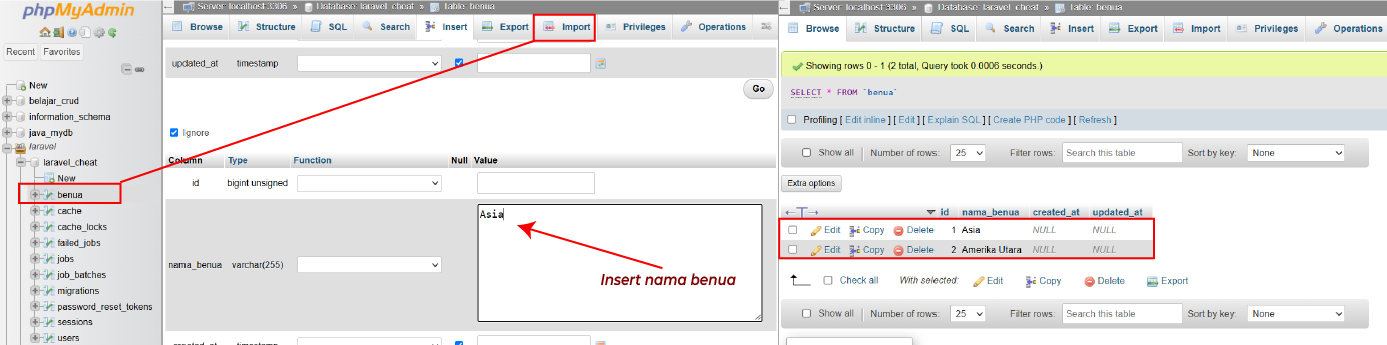 phpMyAdmin
Recent Favorites
New
belajar_crud
information_schema
java_mydb
laravel
laravel_cheat
New
benua
cache
cache_locks
failed_jobs
jobs
job_batches
migrations
password_reset_tokens
sessions
users
Server: localhost:3306 » Database: laravel_cheat » Table: benua
Browse Structure SQL Search Insert Export Import Privileges Operations
updated_at timestamp
Go
Ignore
Column Type Function Null Value
id bigint unsigned
nama_benua varchar(255) Asia
Insert nama benua
created_at timestamp
Server: localhost:3306 » Database: laravel_cheat » Table: benua
Browse Structure SQL Search Insert Export Import Privileges Operations
Showing rows 0 - 1 (2 total, Query took 0.0006 seconds.)
SELECT * FROM `benua`
Profiling [ Edit inline ] [ Edit ] [ Explain SQL ] [ Create PHP code ] [ Refresh ]
Show all Number of rows: 25 Filter rows: Search this table Sort by key: None
Extra options
id nama_benua created_at updated_at
Edit Copy Delete 1 Asia NULL NULL
Edit Copy Delete 2 Amerika Utara NULL NULL
Check all With selected: Edit Copy Delete Export
Show all Number of rows: 25 Filter rows: Search this table Sort by key: None